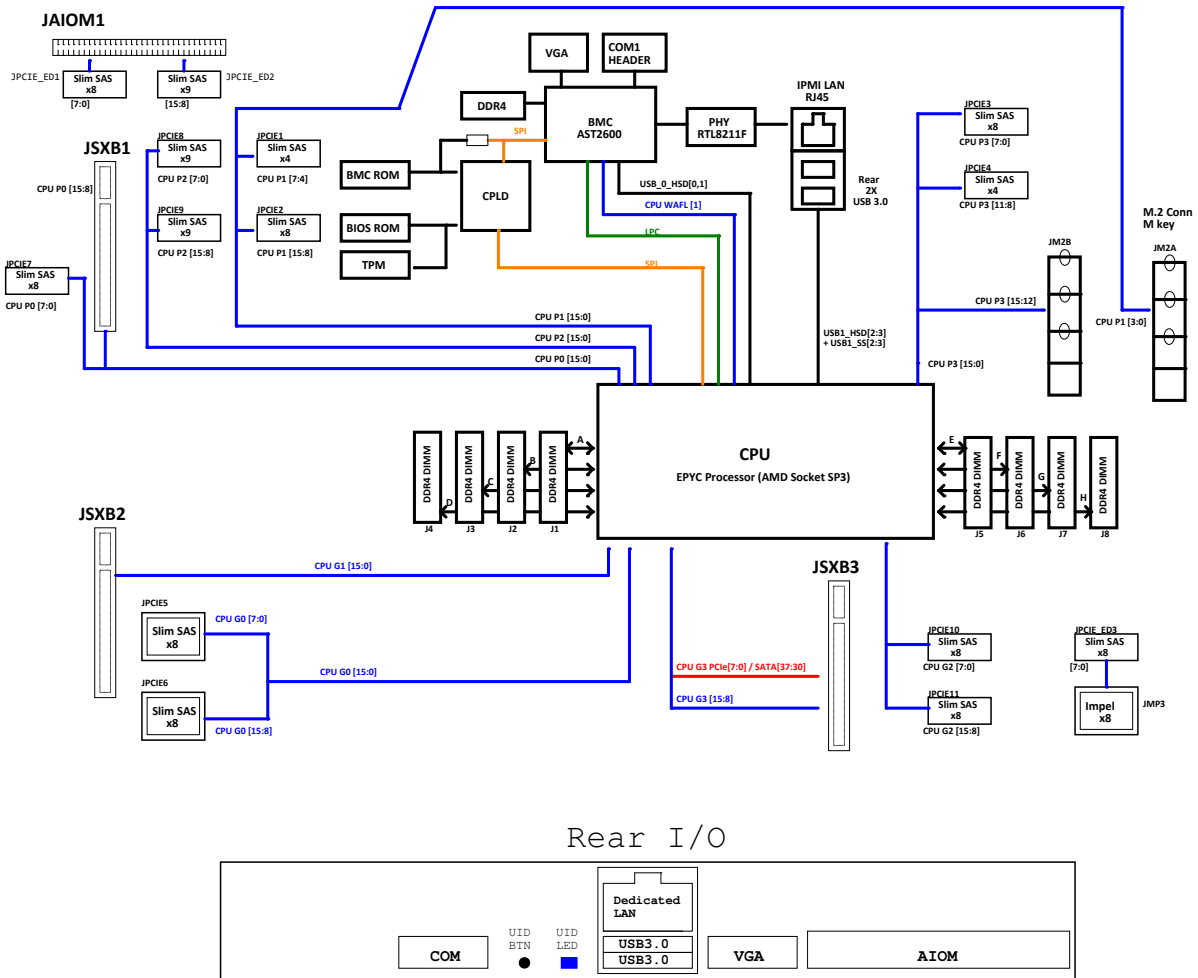 JAIOM1
JPCIE_ED1
Slim SAS
x8
[7:0]
Slim SAS
x9
[15:8]
JPCIE_ED2
VGA
COM1
HEADER
DDR4
BMC
AST2600
PHY
RTL8211F
IPMI LAN
RJ45
Rear
2X
USB 3.0
SPI
BMC ROM
CPLD
BIOS ROM
TPM
USB_0_HSD[0,1]
CPU WAFL [1]
LPC
SPI
JSXB1
CPU P0 [15:8]
JPCIE8
Slim SAS
x9
CPU P2 [7:0]
JPCIE1
Slim SAS
x4
CPU P1 [7:4]
JPCIE9
Slim SAS
x9
CPU P2 [15:8]
JPCIE2
Slim SAS
x8
CPU P1 [15:8]
JPCIE7
Slim SAS
x8
CPU P0 [7:0]
CPU P1 [15:0]
CPU P2 [15:0]
CPU P0 [15:0]
USB1_HSD[2:3]
+ USB1_SS[2:3]
JPCIE3
Slim SAS
x8
CPU P3 [7:0]
JPCIE4
Slim SAS
x4
CPU P3 [11:8]
CPU P3 [15:12]
CPU P3 [15:0]
JM2B
M.2 Conn
M key
JM2A
CPU P1 [3:0]
CPU
EPYC Processor (AMD Socket SP3)
DDR4 DIMM
DDR4 DIMM
DDR4 DIMM
DDR4 DIMM
A
B
C
D
J4
J3
J2
J1
DDR4 DIMM
DDR4 DIMM
DDR4 DIMM
DDR4 DIMM
E
F
G
H
J5
J6
J7
J8
JSXB2
CPU G1 [15:0]
JPCIE5
Slim SAS
x8
CPU G0 [7:0]
CPU G0 [15:0]
JPCIE6
Slim SAS
x8
CPU G0 [15:8]
JSXB3
CPU G3 PCIe[7:0] / SATA[37:30]
CPU G3 [15:8]
JPCIE10
Slim SAS
x8
CPU G2 [7:0]
JPCIE11
Slim SAS
x8
CPU G2 [15:8]
JPCIE_ED3
Slim SAS
x8
[7:0]
Impel
x8
JMP3
Rear I/O
COM
UID
BTN
UID
LED
Dedicated
LAN
USB3.0
USB3.0
VGA
AIOM